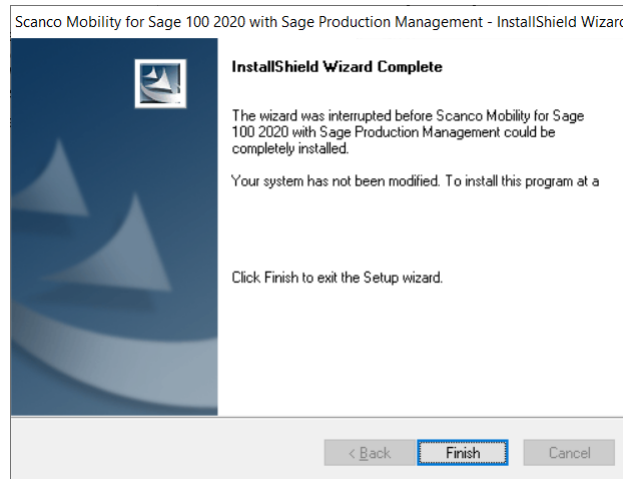 Scanco Mobility for Sage 100 2020 with Sage Production Management - InstallShield Wizard
InstallShield Wizard Complete
The wizard was interrupted before Scanco Mobility for Sage
100 2020 with Sage Production Management could be
completely installed.
Your system has not been modified. To install this program at a
Click Finish to exit the Setup wizard.
< Back
Finish
Cancel